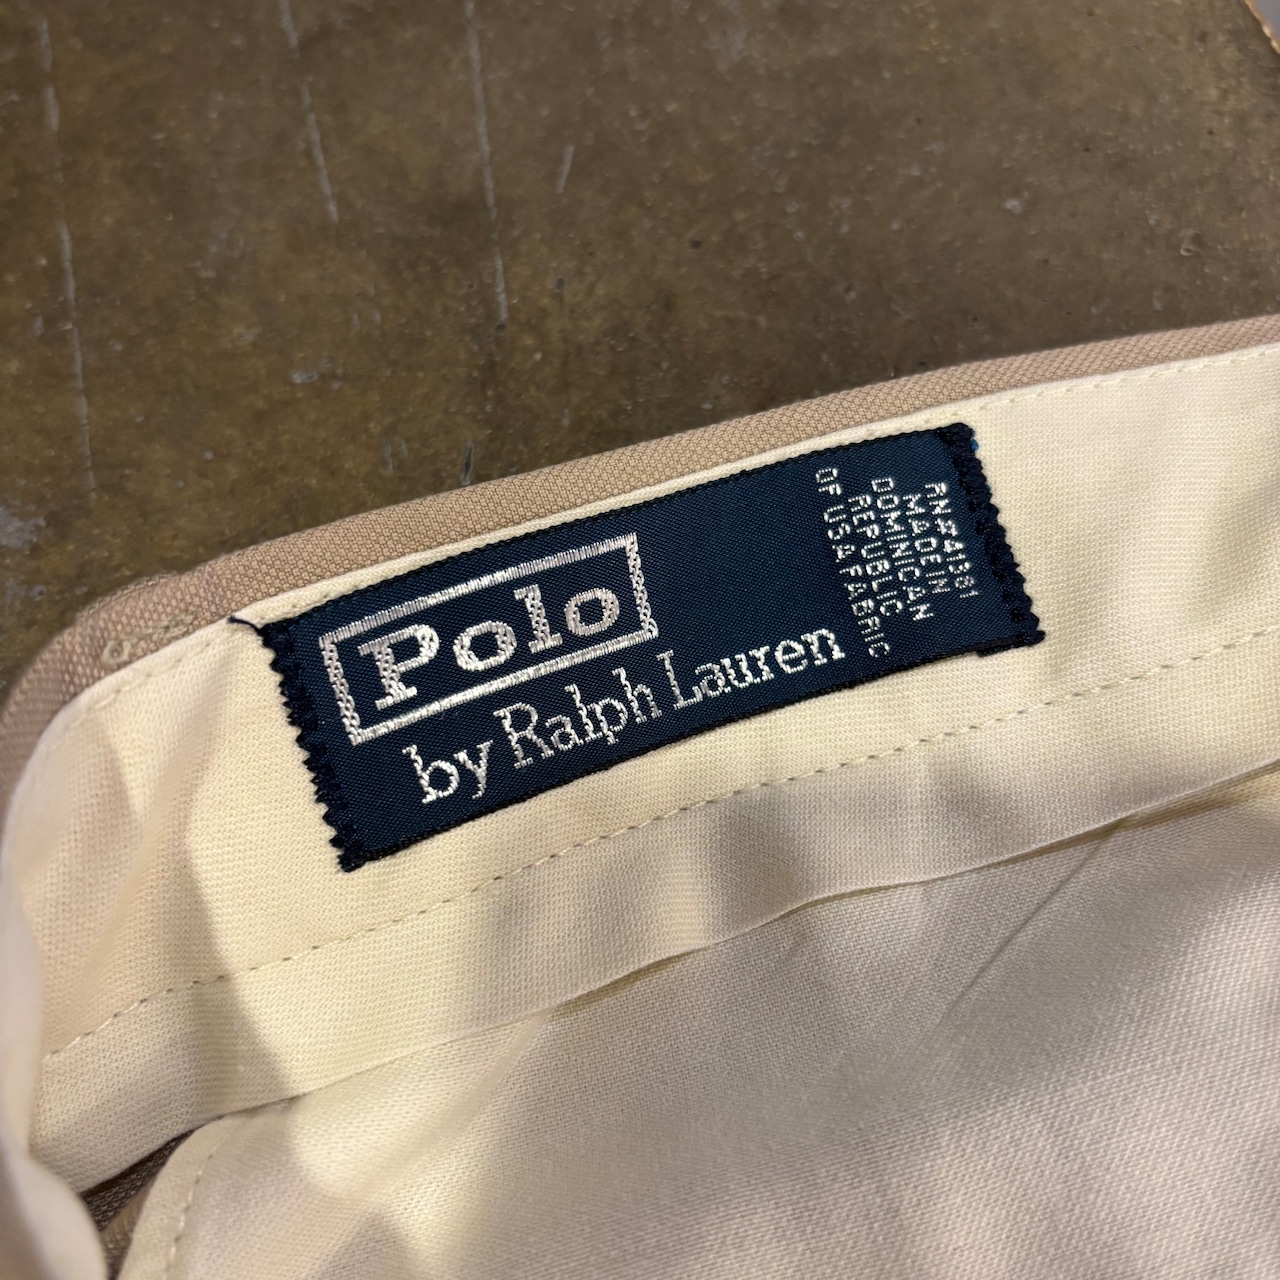 Polo
by Ralph Lauren
RN#41381
MADE IN
DOMINICAN
REPUBLIC
OF USA FABRIC